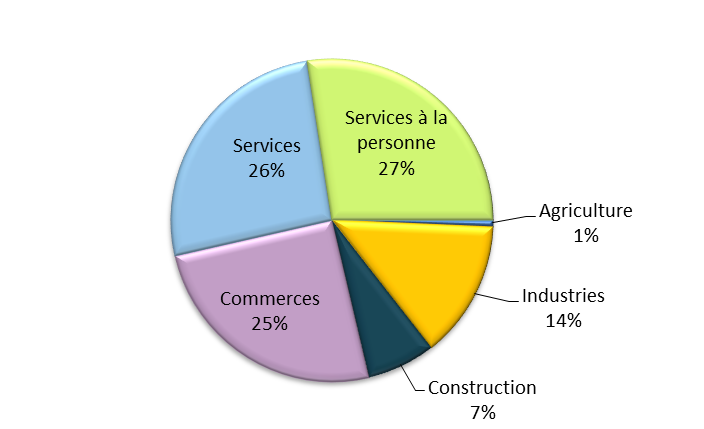 Services à la
personne
27%
Services
26%
Agriculture
1%
Industries
14%
Commerces
25%
Construction
7%